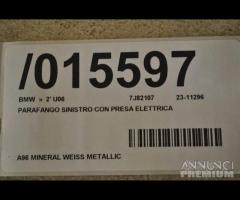 /015597
BMW » 2' U06 7J82107 23-11296
PARAFANGO SINISTRO CON PRESA ELETTRICA
A96 MINERAL WEISS METALLIC
ANNUNCI
PREMIUM